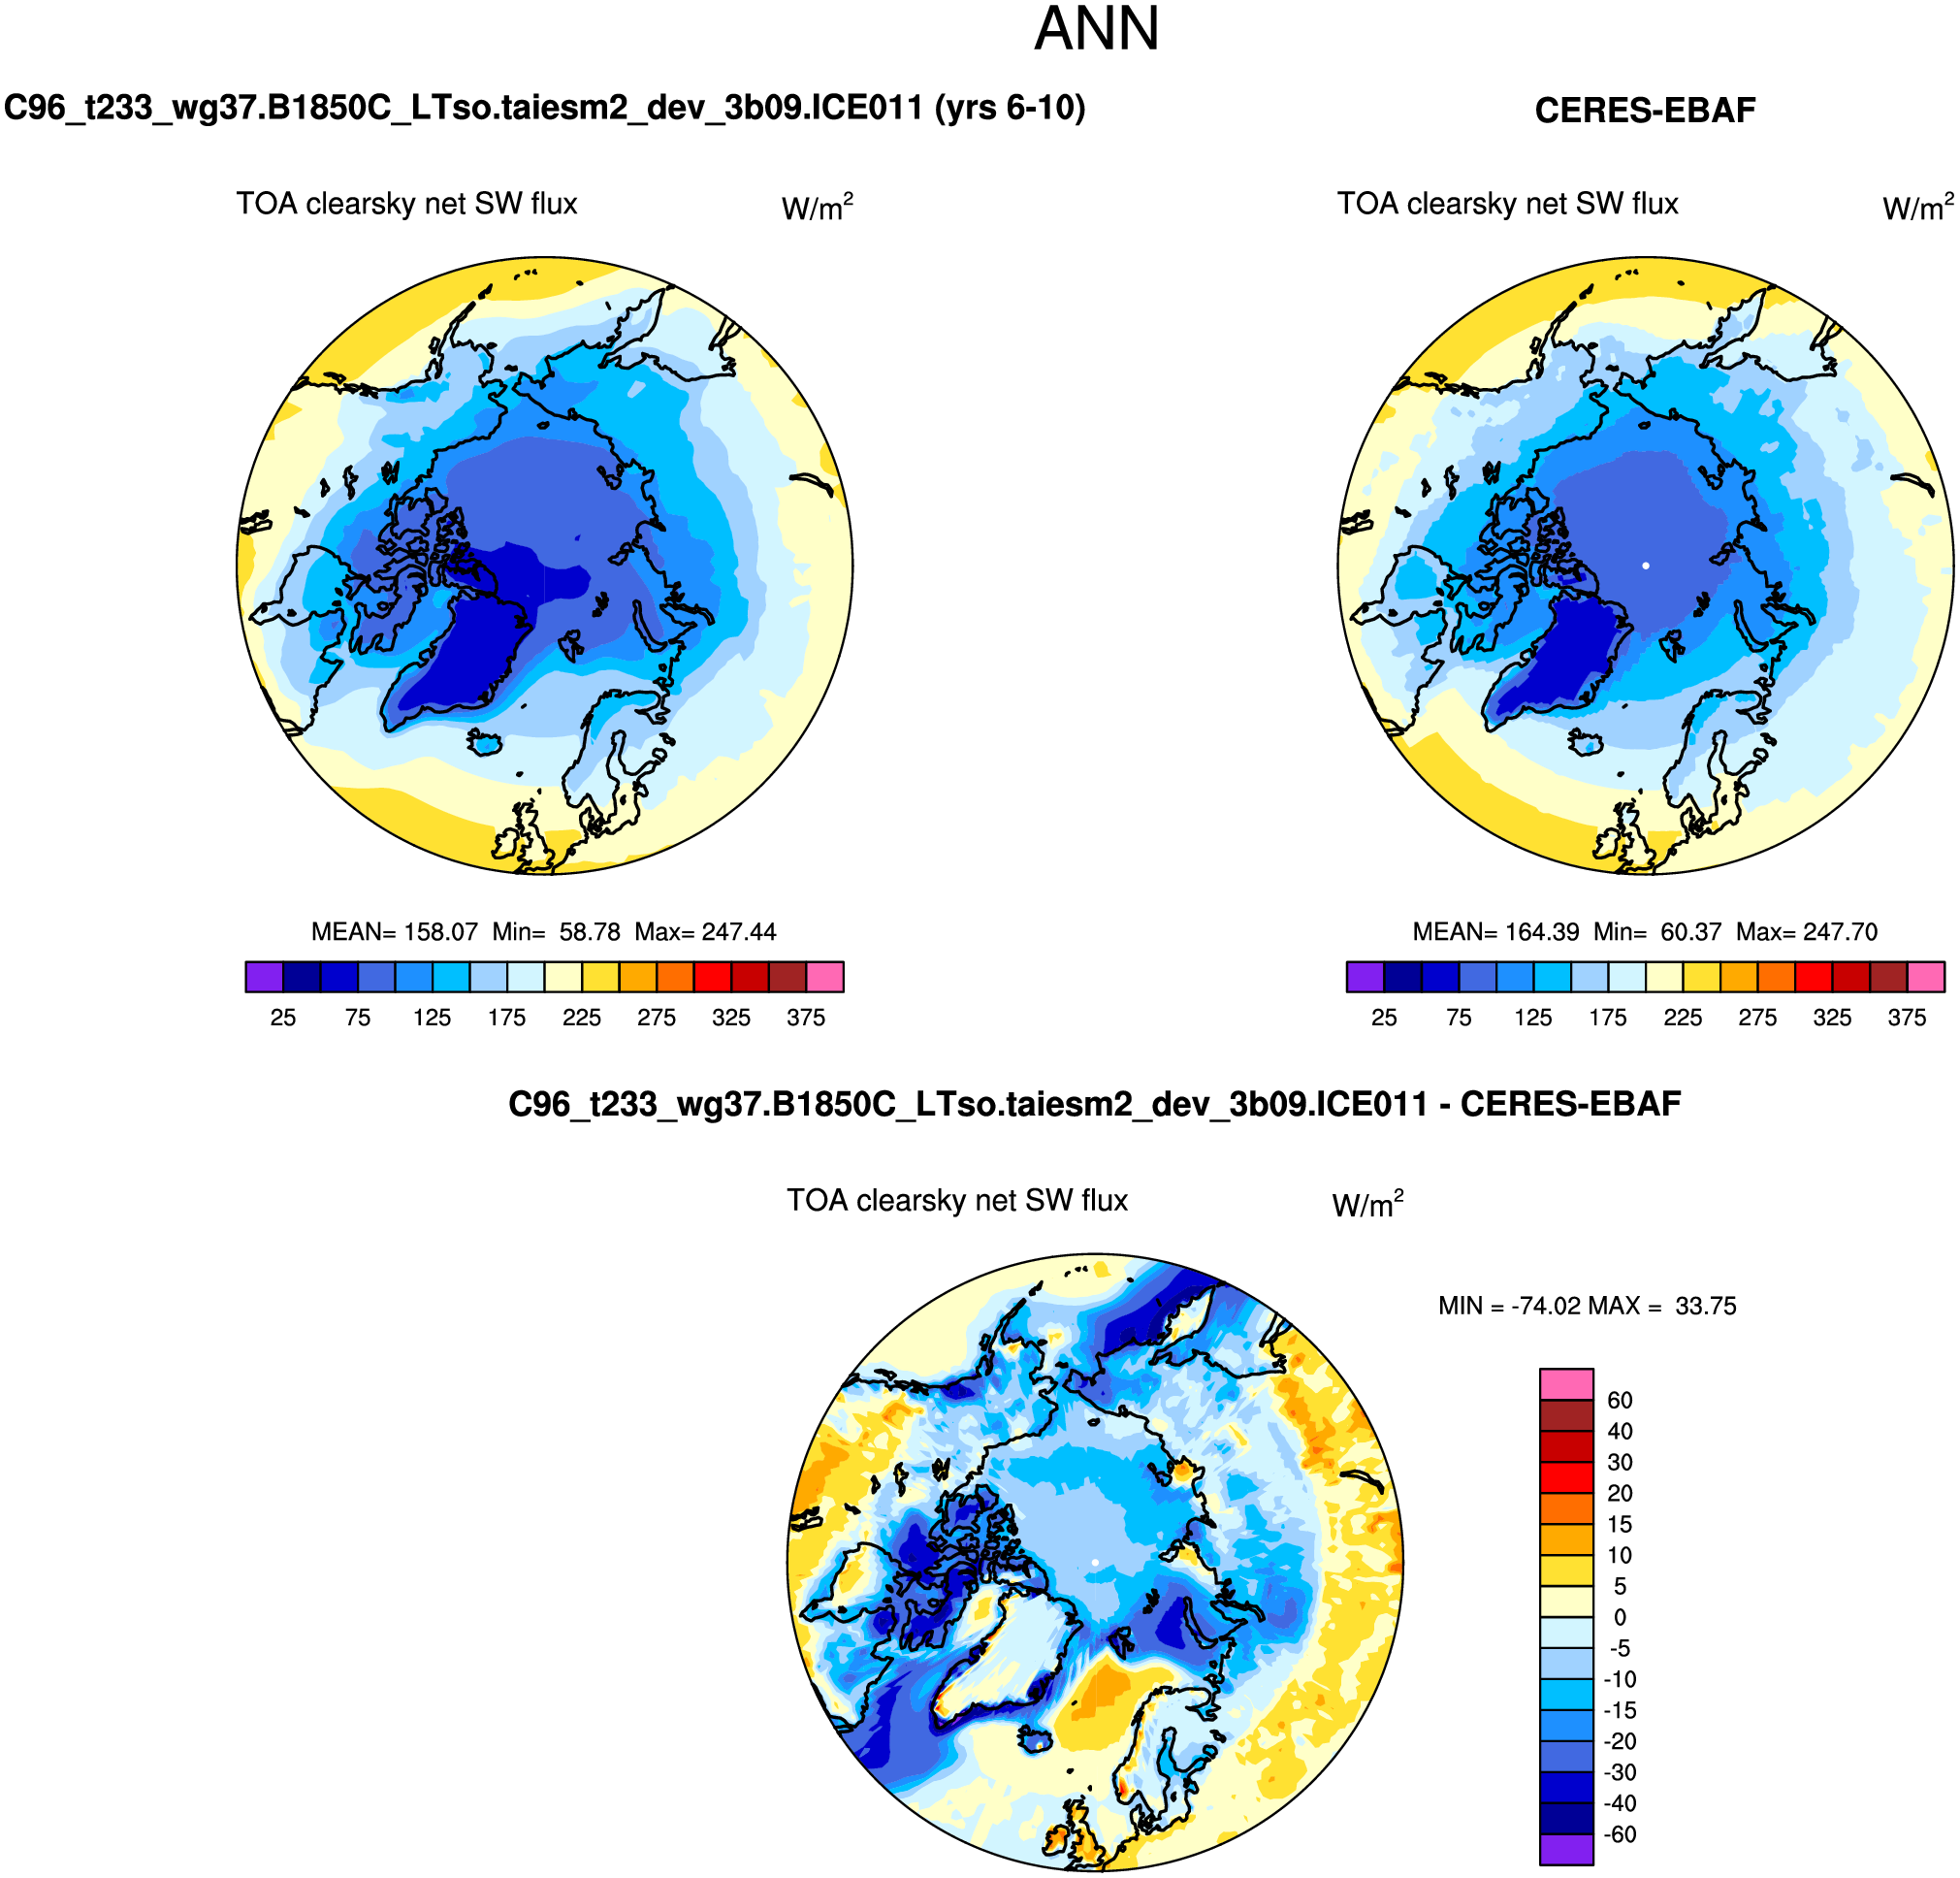 ANN
C96_t233_wg37.B1850C_LTso.taiesm2_dev_3b09.ICE011 (yrs 6-10)
CERES-EBAF
TOA clearsky net SW flux W/m²
TOA clearsky net SW flux W/m²
MEAN= 158.07 Min= 58.78 Max= 247.44
MEAN= 164.39 Min= 60.37 Max= 247.70
25 75 125 175 225 275 325 375
25 75 125 175 225 275 325 375
C96_t233_wg37.B1850C_LTso.taiesm2_dev_3b09.ICE011 - CERES-EBAF
TOA clearsky net SW flux W/m²
MIN = -74.02 MAX = 33.75
60
40
30
20
15
10
5
0
-5
-10
-15
-20
-30
-40
-60